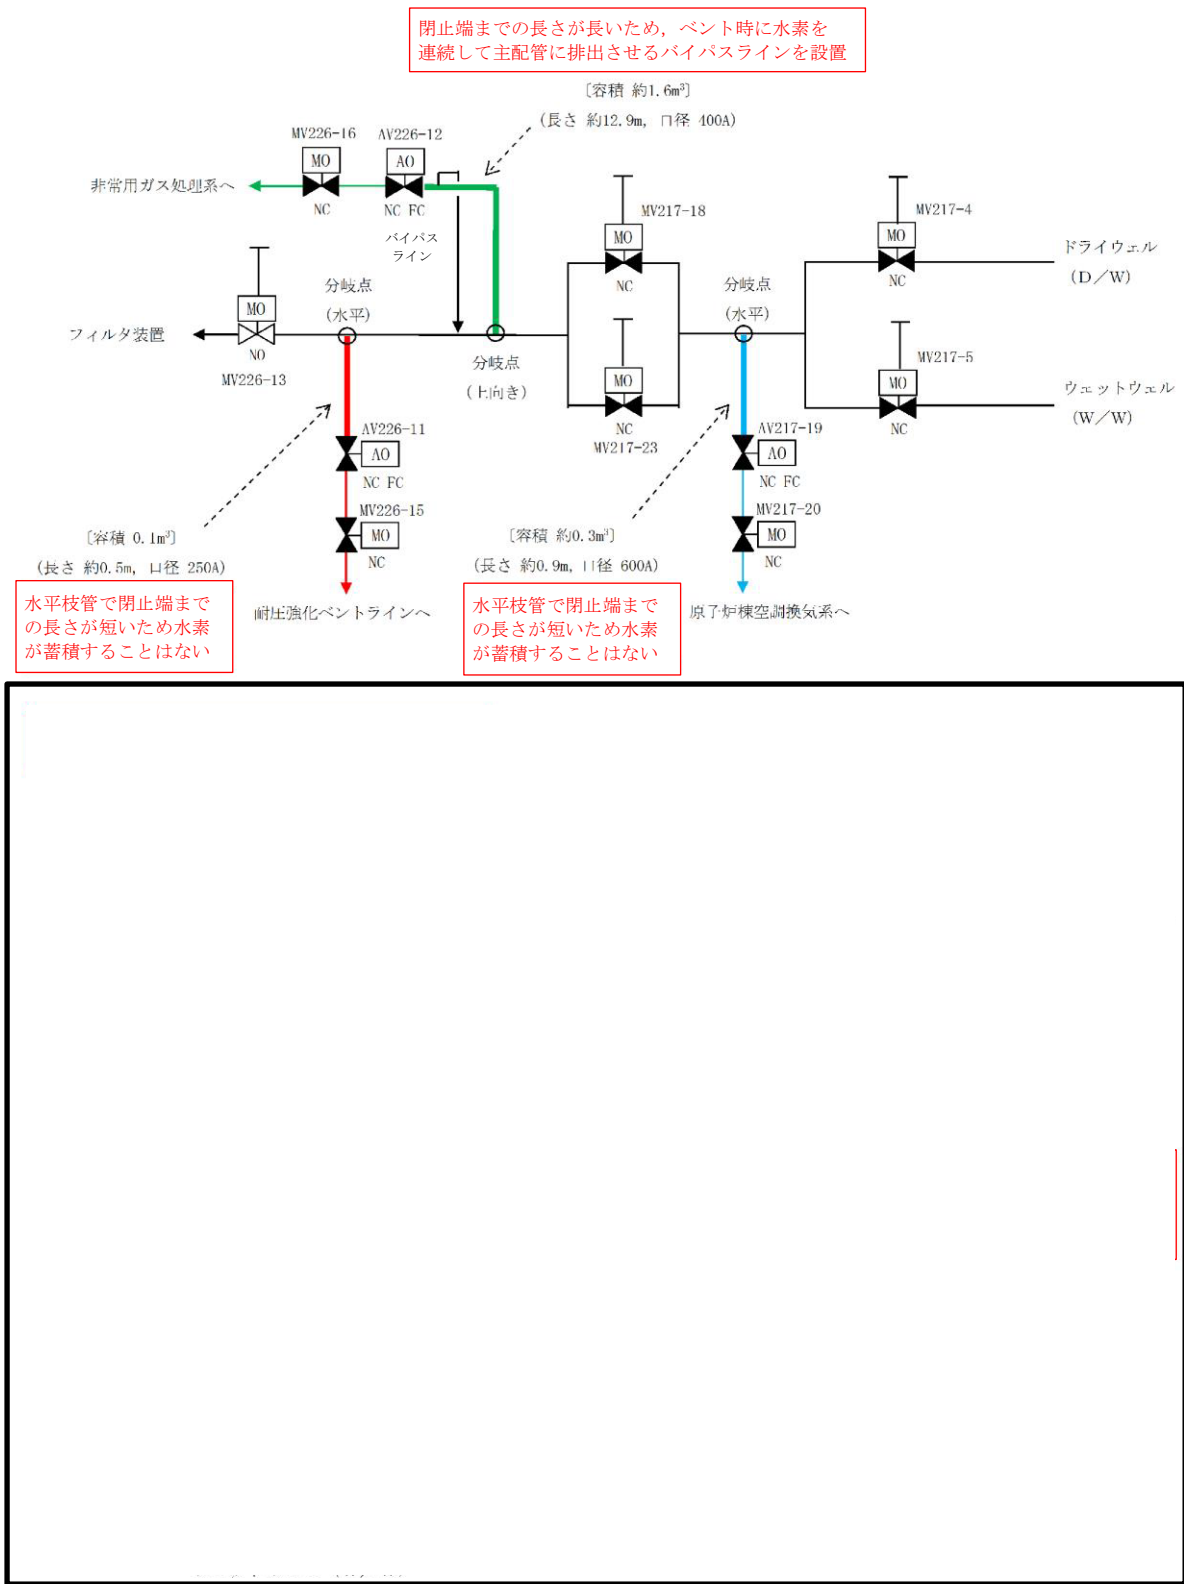 閉止端までの長さが長いため，ベント時に水素を
連続して主配管に排出させるバイパスラインを設置
〔容積 約1.6m³〕
(長さ 約12.9m, 口径 400A)
MV226-16
AV226-12
MO
AO
非常用ガス処理系へ
NC
NC FC
バイパス
ライン
MV217-18
MO
NC
MV217-4
MO
NC
ドライウェル
(D／W)
分岐点
(水平)
MO
フィルタ装置
NO
MV226-13
分岐点
(上向き)
分岐点
(水平)
MO
NC
MV217-23
MV217-5
MO
NC
ウェットウェル
(W／W)
AV226-11
AO
NC FC
MV226-15
MO
NC
AV217-19
AO
NC FC
MV217-20
MO
NC
〔容積 0.1m³〕
(長さ 約0.5m, 口径 250A)
〔容積 約0.3m³〕
(長さ 約0.9m, 口径 600A)
水平枝管で閉止端まで
の長さが短いため水素
が蓄積することはない
耐圧強化ベントラインへ
水平枝管で閉止端まで
の長さが短いため水素
が蓄積することはない
原子炉棟空調換気系へ